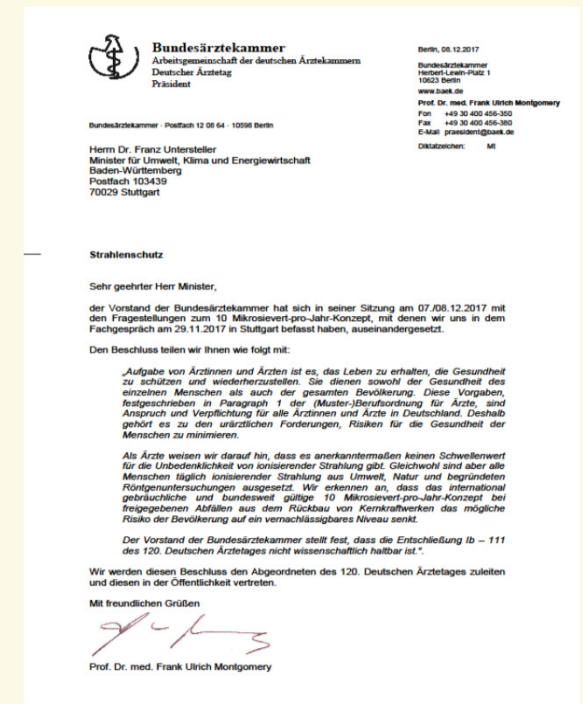 Bundesärztekammer
Arbeitsgemeinschaft der deutschen Ärztekammern
Deutscher Ärztetag
Präsident
Berlin, 08.12.2017
Bundesärztekammer
Herbert-Lewin-Platz 1
10623 Berlin
www.baek.de
Prof. Dr. med. Frank Ulrich Montgomery
Fon +49 30 400 456-350
Fax +49 30 400 456-380
E-Mail praesident@baek.de
Diktatzeichen: Mt
Bundesärztekammer · Postfach 12 08 64 · 10598 Berlin
Herrn Dr. Franz Untersteller
Minister für Umwelt, Klima und Energiewirtschaft
Baden-Württemberg
Postfach 103439
70029 Stuttgart
Strahlenschutz
Sehr geehrter Herr Minister,
der Vorstand der Bundesärztekammer hat sich in seiner Sitzung am 07./08.12.2017 mit
den Fragestellungen zum 10 Mikrosievert-pro-Jahr-Konzept, mit denen wir uns in dem
Fachgespräch am 29.11.2017 in Stuttgart befasst haben, auseinandergesetzt.
Den Beschluss teilen wir Ihnen wie folgt mit:
„Aufgabe von Ärztinnen und Ärzten ist es, das Leben zu erhalten, die Gesundheit
zu schützen und wiederherzustellen. Sie dienen sowohl der Gesundheit des
einzelnen Menschen als auch der gesamten Bevölkerung. Diese Vorgaben,
festgeschrieben in Paragraph 1 der (Muster-)Berufsordnung für Ärzte, sind
Anspruch und Verpflichtung für alle Ärztinnen und Ärzte in Deutschland. Deshalb
gehört es zu den urärztlichen Forderungen, Risiken für die Gesundheit der
Menschen zu minimieren.
Als Ärzte weisen wir darauf hin, dass es anerkanntermaßen keinen Schwellenwert
für die Unbedenklichkeit von ionisierender Strahlung gibt. Gleichwohl sind aber alle
Menschen täglich ionisierender Strahlung aus Umwelt, Natur und begründeten
Röntgenuntersuchungen ausgesetzt. Wir erkennen an, dass das international
gebräuchliche und bundesweit gültige 10 Mikrosievert-pro-Jahr-Konzept bei
freigegebenen Abfällen aus dem Rückbau von Kernkraftwerken das mögliche
Risiko der Bevölkerung auf ein vernachlässigbares Niveau senkt.
Der Vorstand der Bundesärztekammer stellt fest, dass die Entschließung Ib – 111
des 120. Deutschen Ärztetages nicht wissenschaftlich haltbar ist.".
Wir werden diesen Beschluss den Abgeordneten des 120. Deutschen Ärztetages zuleiten
und diesen in der Öffentlichkeit vertreten.
Mit freundlichen Grüßen
Prof. Dr. med. Frank Ulrich Montgomery